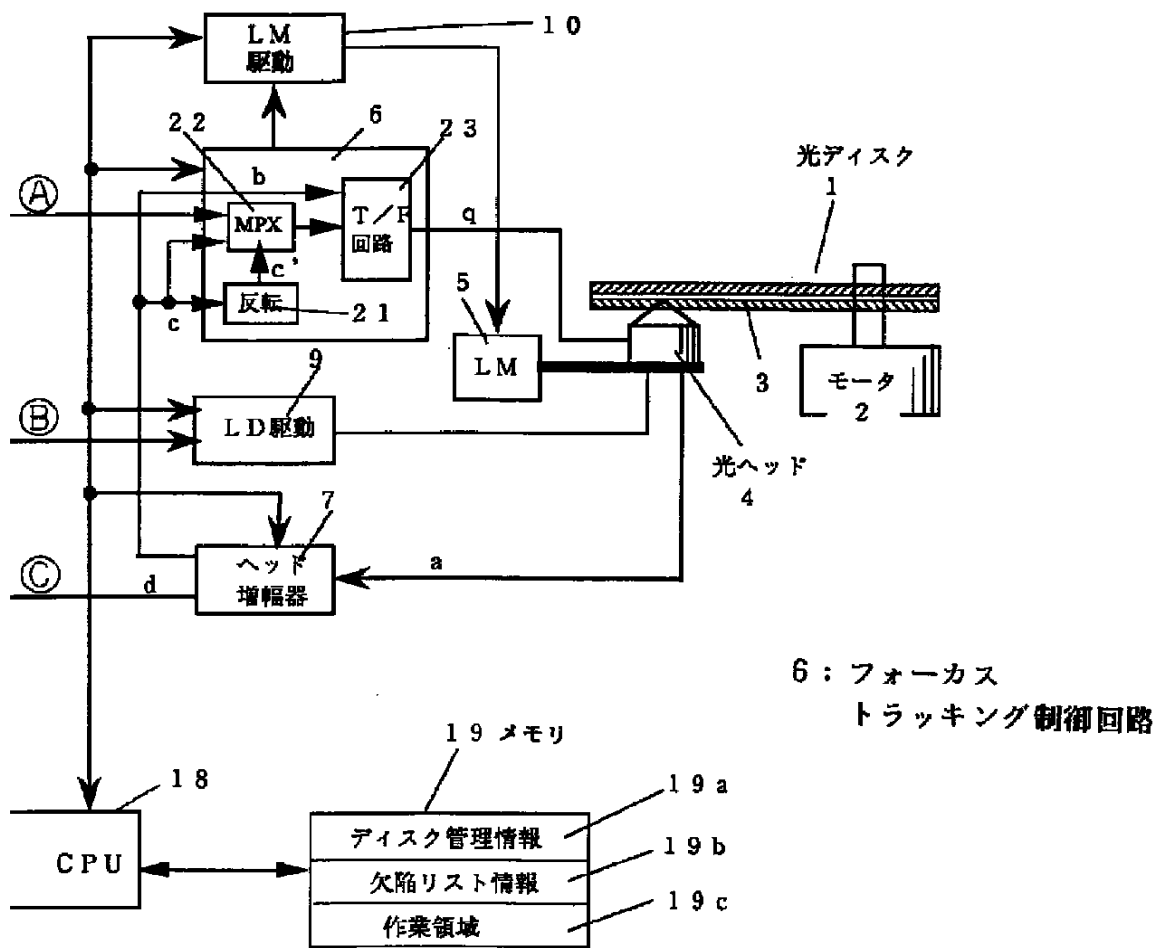 LM
駆動
10
22
6
23
光ディスク
1
A
b
MPX
T/F
回路
q
c'
c
反転
21
5
LM
3
モータ
2
9
B
LD駆動
光ヘッド
4
7
C
d
ヘッド
増幅器
a
6:フォーカス
トラッキング制御回路
18
CPU
19 メモリ
19a
ディスク管理情報
19b
欠陥リスト情報
19c
作業領域